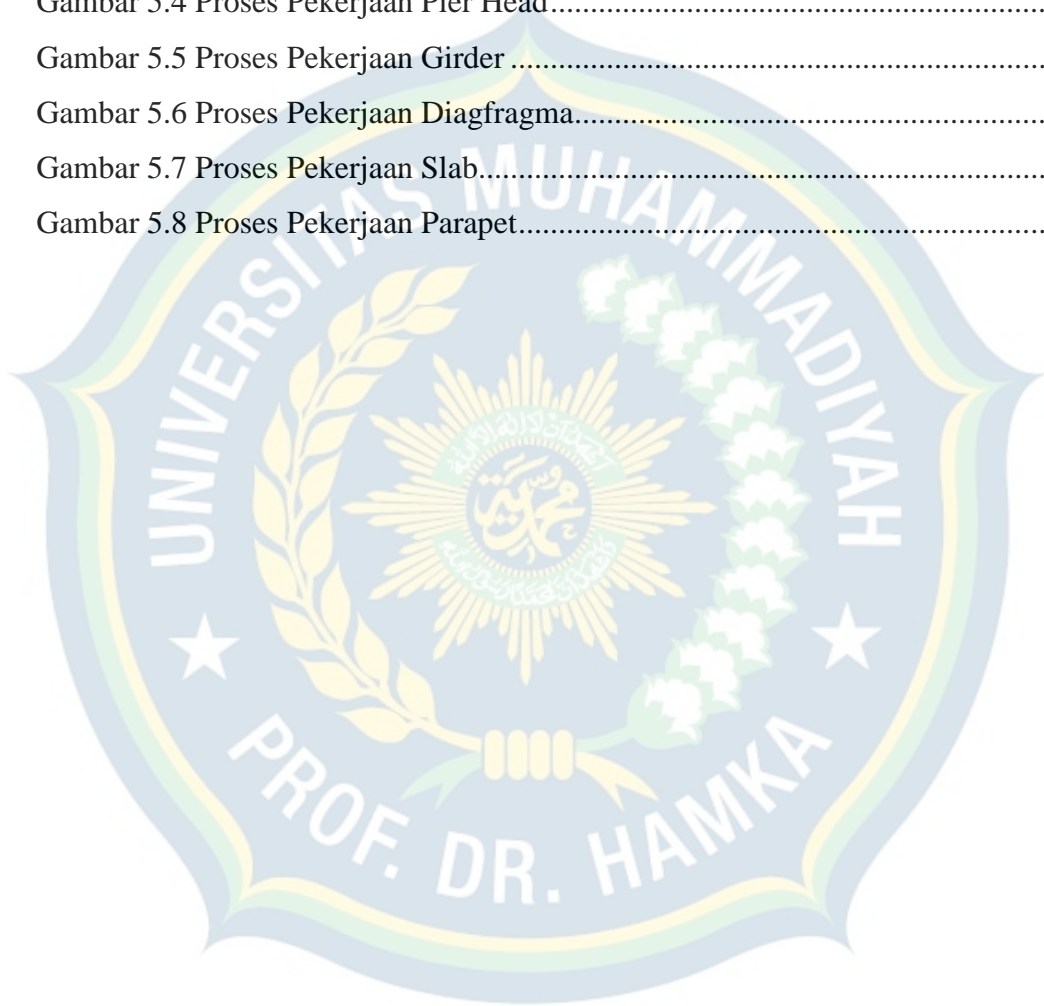 Gambar 5.4 Proses Pekerjaan Pier Head........................................................................
Gambar 5.5 Proses Pekerjaan Girder ........................................................................
Gambar 5.6 Proses Pekerjaan Diagfragma........................................................................
Gambar 5.7 Proses Pekerjaan Slab........................................................................
Gambar 5.8 Proses Pekerjaan Parapet........................................................................
UNIVERSITAS MUHAMMADIYAH
محمدية
PROF. DR. HAMKA